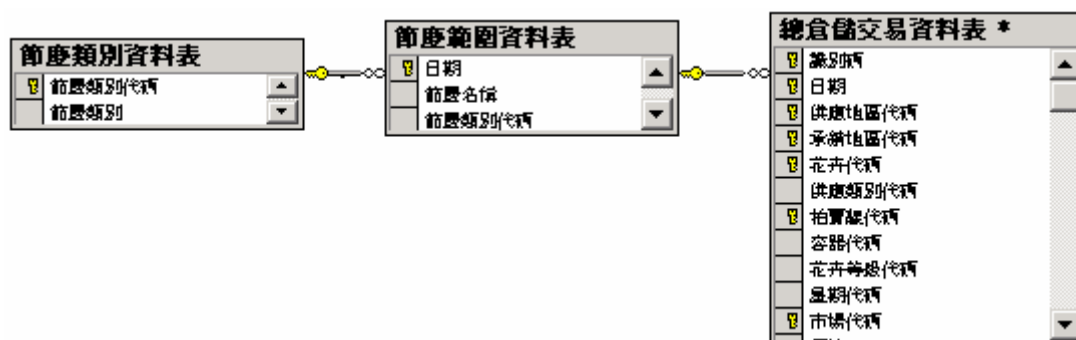 節慶類別資料表
節慶類別代碼
節慶類別
節慶範圍資料表
日期
節慶名稱
節慶類別代碼
總倉儲交易資料表 *
識別碼
日期
供應地區代碼
承銷地區代碼
花卉代碼
供應類別代碼
拍賣線代碼
容器代碼
花卉等級代碼
星期代碼
市場代碼